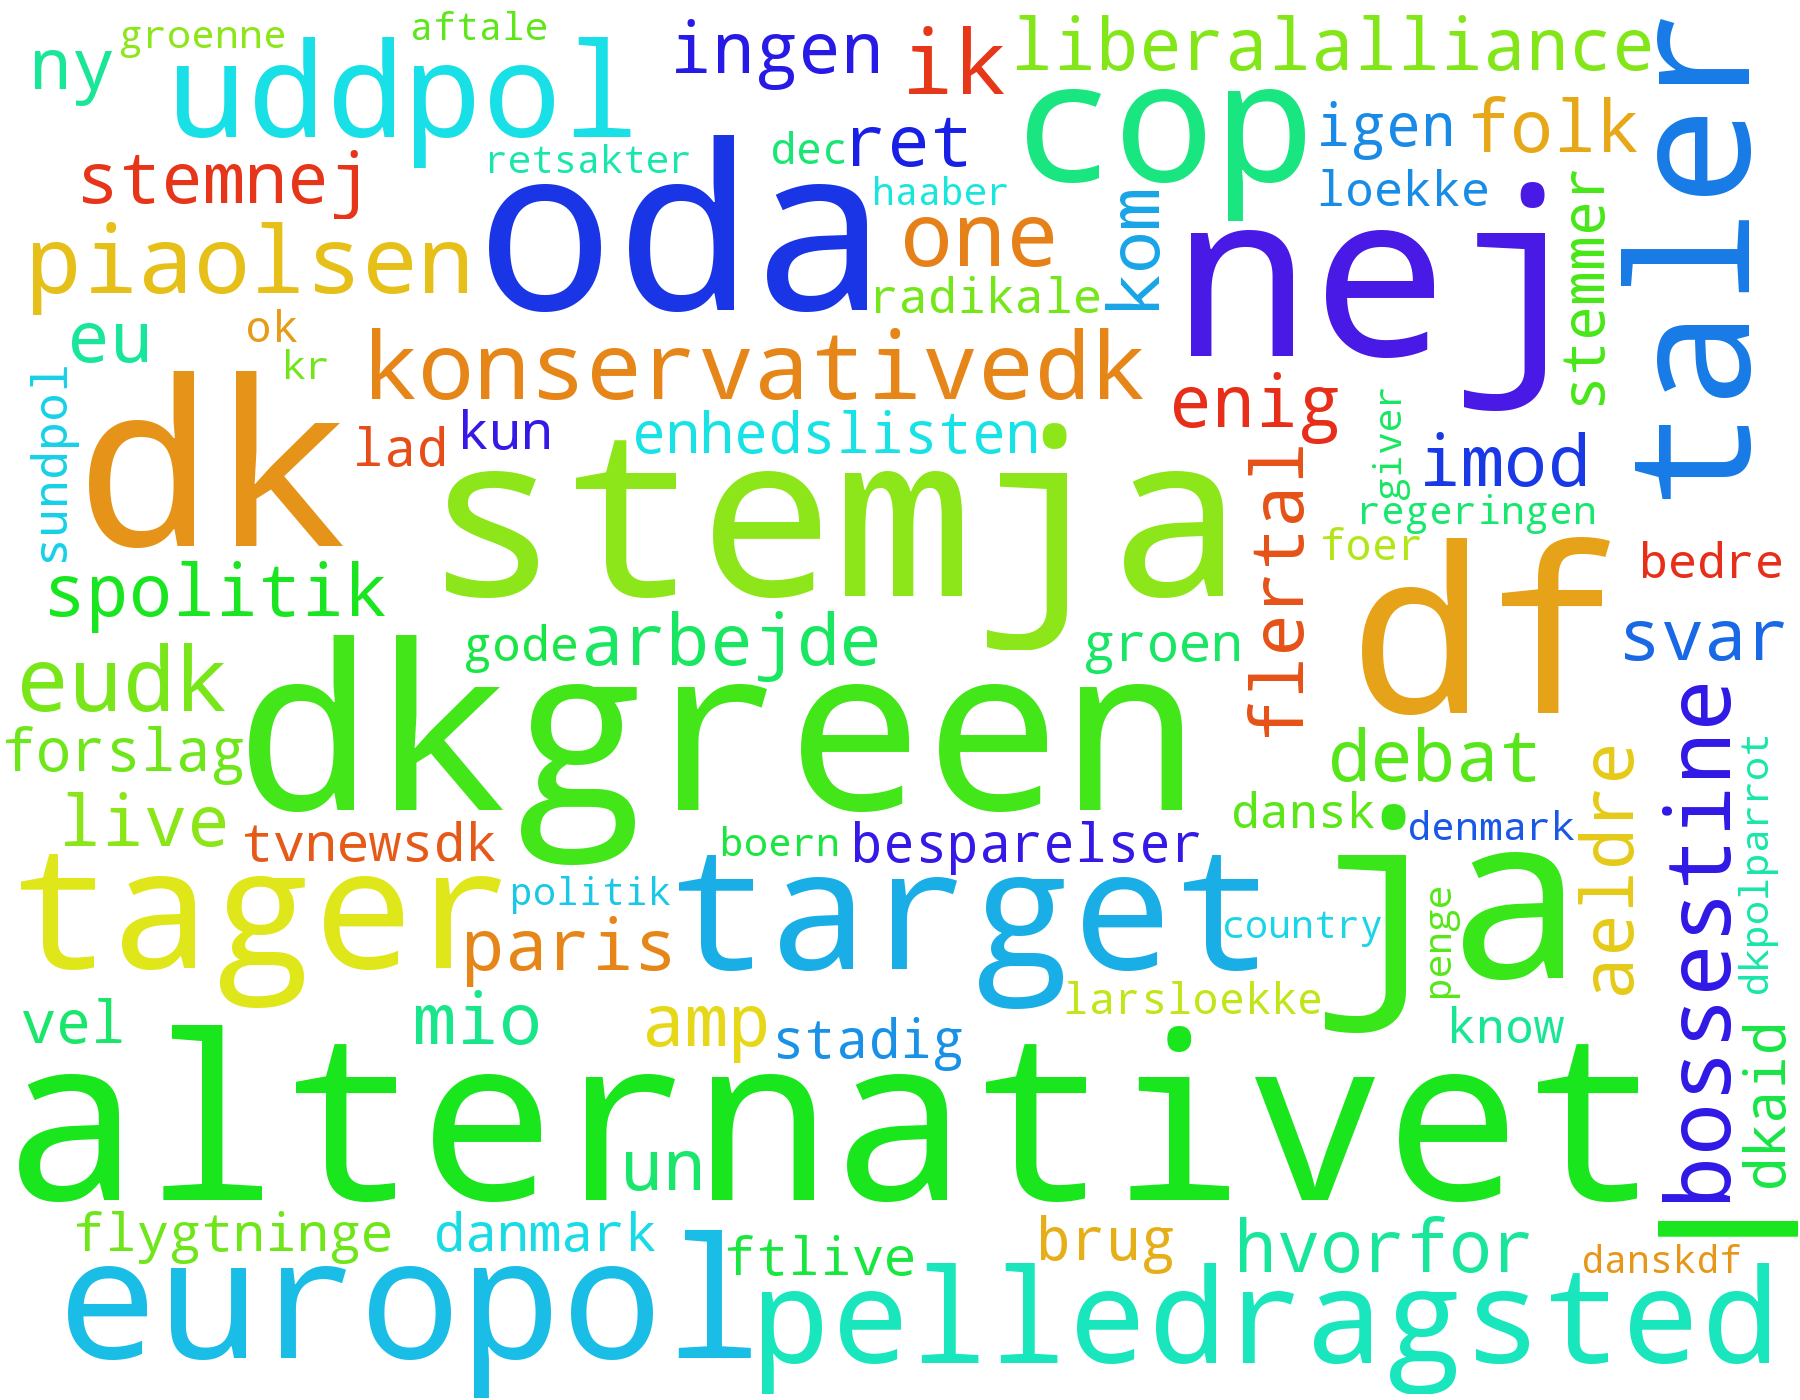 ny
groenne
uddpol
aftale
ingen
ik
liberalalliance
taler
stemnej
retsakter
oda
dec
ret
haaber
cop
igen
folk
loekke
piaolsen
one
radikale
kom
nej
stemmer
eu
ok
kr
konservativedk
sundpol
dk
lad
kun
enhedslisten
stemja
enig
flertal
giver
imod
regeringen
foer
df
bedre
spolitik
gode
arbejde
groen
svar
eudk
dkgreen
forslag
debat
aeldre
bossestine
dkpolparrot
live
tvnewsdk
boern
besparelser
dansk
denmark
ja
tager
politik
paris
target
country
penge
larsloekke
know
dkaid
vel
mio
amp
stadig
alternativet
un
flygtninge
danmark
europol
ftlive
brug
hvorfor
danskdf
pelledragsted
_